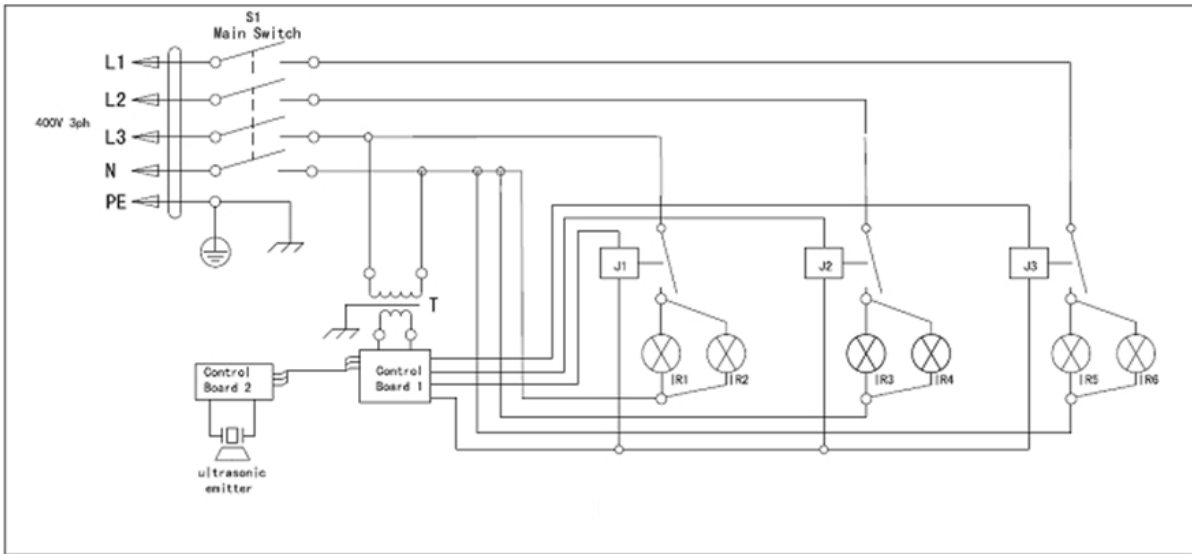 S1
Main Switch
L1
L2
400V 3ph
L3
N
PE
J1
J2
J3
T
Control
Board 1
Control
Board 2
IR1
IR2
IR3
IR4
IR5
IR6
ultrasonic
emitter